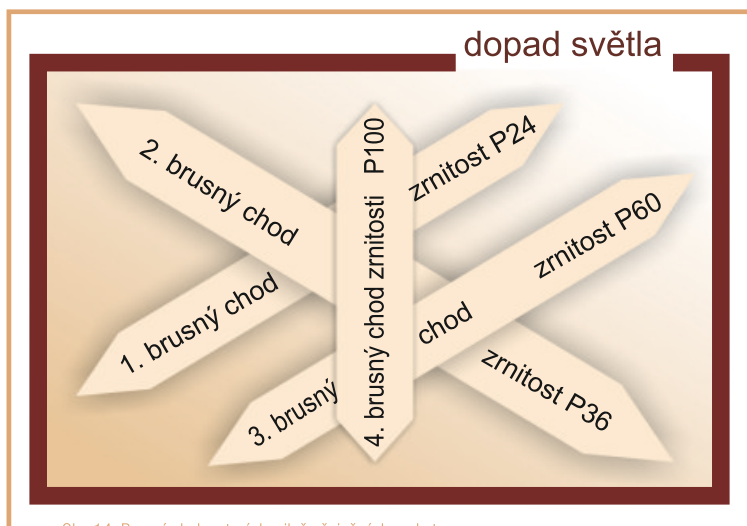 dopad světla
1. brusný chod zrnitost P24
2. brusný chod zrnitost P36
3. brusný chod zrnitost P60
4. brusný chod zrnitosti P100